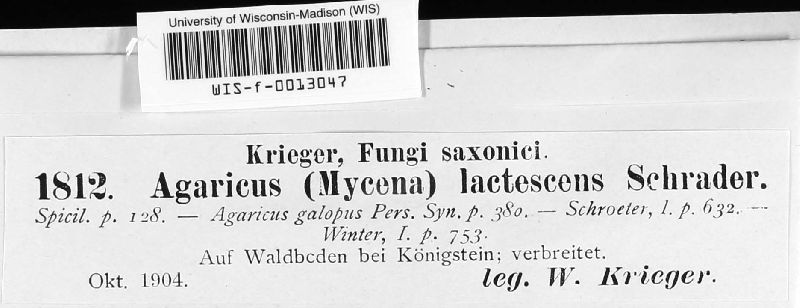 University of Wisconsin-Madison (WIS)
WIS-f-0013047
Krieger, Fungi saxonici.
1812. Agaricus (Mycena) lactescens Schrader.
Spicil. p. 128. — Agaricus galopus Pers. Syn. p. 380. — Schroeter, l. p. 632. —
Winter, I. p. 753.
Auf Waldbcden bei Königstein; verbreitet.
Okt. 1904. leg. W. Krieger.